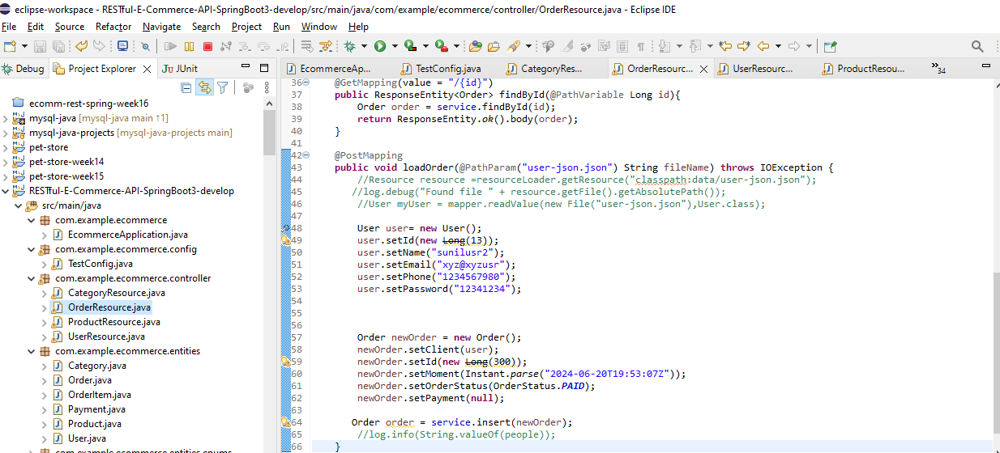 eclipse-workspace - RESTful-E-Commerce-API-SpringBoot3-develop/src/main/java/com/example/ecommerce/controller/OrderResource.java - Eclipse IDE
File Edit Source Refactor Navigate Search Project Run Window Help
Debug Project Explorer JUnit
EcommerceAp... TestConfig.java CategoryRes... OrderResourc... UserResourc... ProductResou... 34
ecomm-rest-spring-week16
mysql-java [mysql-java main ↑1]
mysql-java-projects [mysql-java-projects main]
pet-store
pet-store-week14
pet-store-week15
RESTful-E-Commerce-API-SpringBoot3-develop
src/main/java
com.example.ecommerce
EcommerceApplication.java
com.example.ecommerce.config
TestConfig.java
com.example.ecommerce.controller
CategoryResource.java
OrderResource.java
ProductResource.java
UserResource.java
com.example.ecommerce.entities
Category.java
Order.java
OrderItem.java
Payment.java
Product.java
User.java
com.example.ecommerce.entities.enums
36 @GetMapping(value = "/{id}")
37 public ResponseEntity<Order> findById(@PathVariable Long id){
38 Order order = service.findById(id);
39 return ResponseEntity.ok().body(order);
40 }
41
42 @PostMapping
43 public void loadOrder(@PathParam("user-json.json") String fileName) throws IOException {
44 //Resource resource =resourceLoader.getResource("classpath:data/user-json.json");
45 //log.debug("Found file " + resource.getFile().getAbsolutePath());
46 //User myUser = mapper.readValue(new File("user-json.json"),User.class);
47
48 User user= new User();
49 user.setId(new Long(13));
50 user.setName("sunilusr2");
51 user.setEmail("xyz@xyzusr");
52 user.setPhone("1234567980");
53 user.setPassword("12341234");
54
55
56
57 Order newOrder = new Order();
58 newOrder.setClient(user);
59 newOrder.setId(new Long(300));
60 newOrder.setMoment(Instant.parse("2024-06-20T19:53:07Z"));
61 newOrder.setOrderStatus(OrderStatus.PAID);
62 newOrder.setPayment(null);
63
64 Order order = service.insert(newOrder);
65 //log.info(String.valueOf(people));
66 }